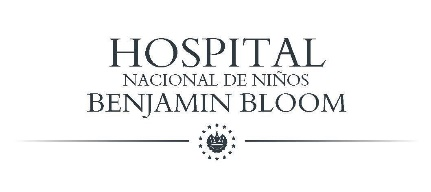 HOSPITAL
NACIONAL DE NIÑOS
BENJAMIN BLOOM